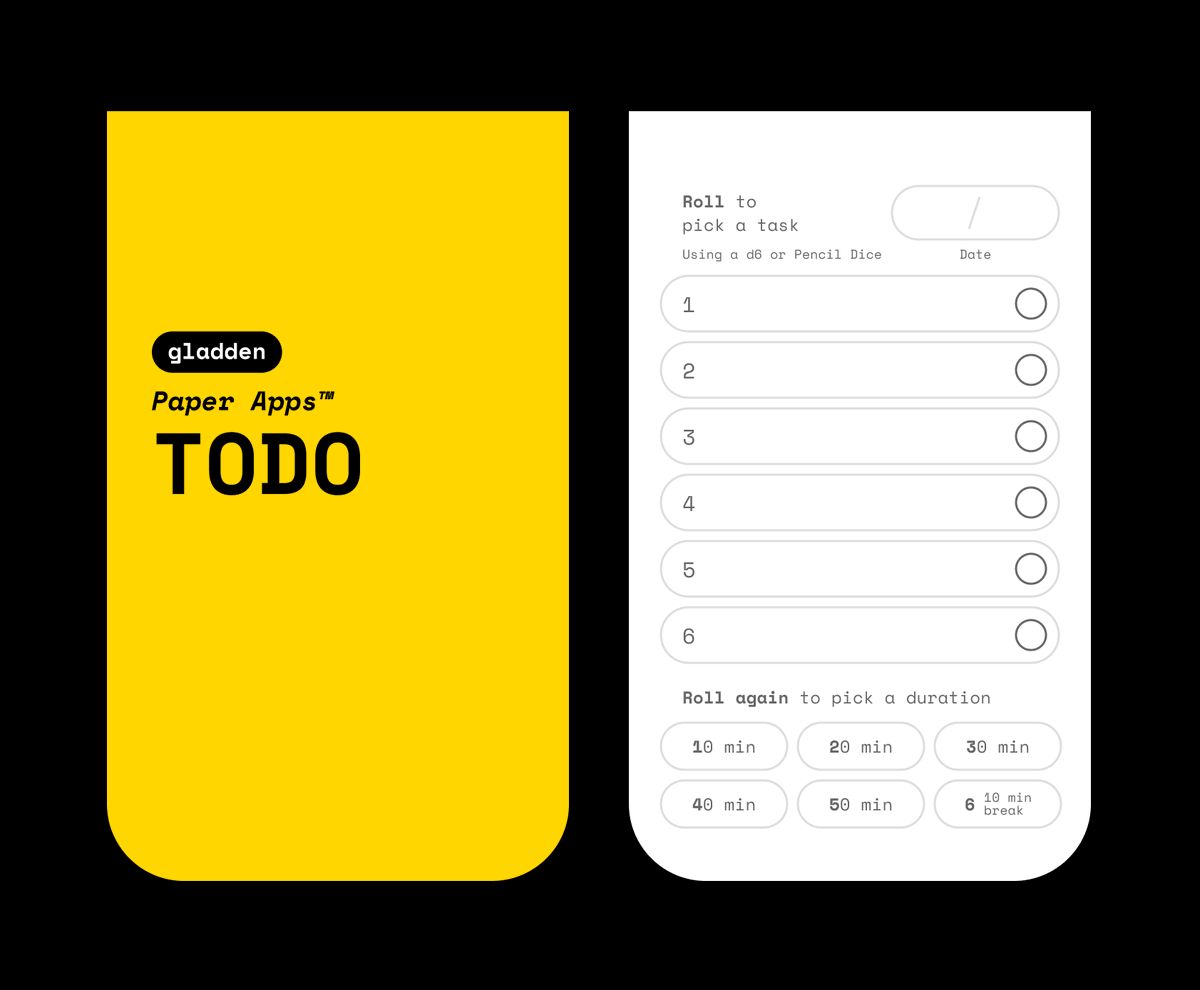 gladden
Paper Apps™
TODO
Roll to
pick a task
/
Using a d6 or Pencil Dice
Date
1
2
3
4
5
6
Roll again to pick a duration
10 min
20 min
30 min
40 min
50 min
6 10 min
break